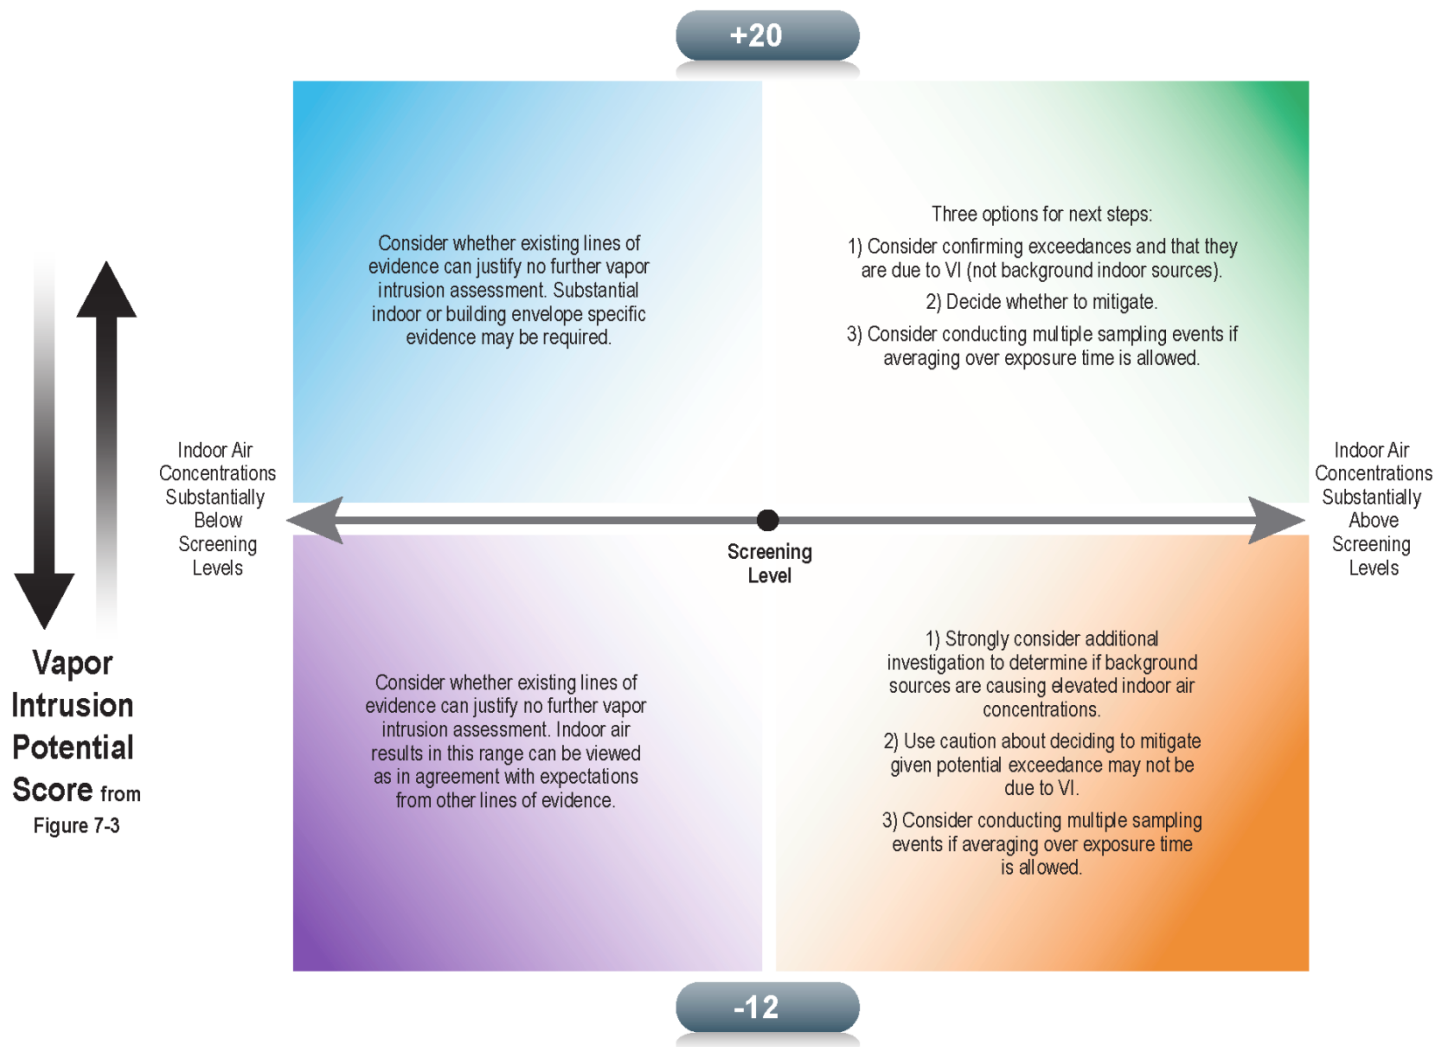 +20
Consider whether existing lines of
evidence can justify no further vapor
intrusion assessment. Substantial
indoor or building envelope specific
evidence may be required.
Three options for next steps:
1) Consider confirming exceedances and that they
are due to VI (not background indoor sources).
2) Decide whether to mitigate.
3) Consider conducting multiple sampling events if
averaging over exposure time is allowed.
Indoor Air
Concentrations
Substantially
Below
Screening
Levels
Screening
Level
Indoor Air
Concentrations
Substantially
Above
Screening
Levels
Vapor
Intrusion
Potential
Score from
Figure 7-3
Consider whether existing lines of
evidence can justify no further vapor
intrusion assessment. Indoor air
results in this range can be viewed
as in agreement with expectations
from other lines of evidence.
1) Strongly consider additional
investigation to determine if background
sources are causing elevated indoor air
concentrations.
2) Use caution about deciding to mitigate
given potential exceedance may not be
due to VI.
3) Consider conducting multiple sampling
events if averaging over exposure time
is allowed.
-12